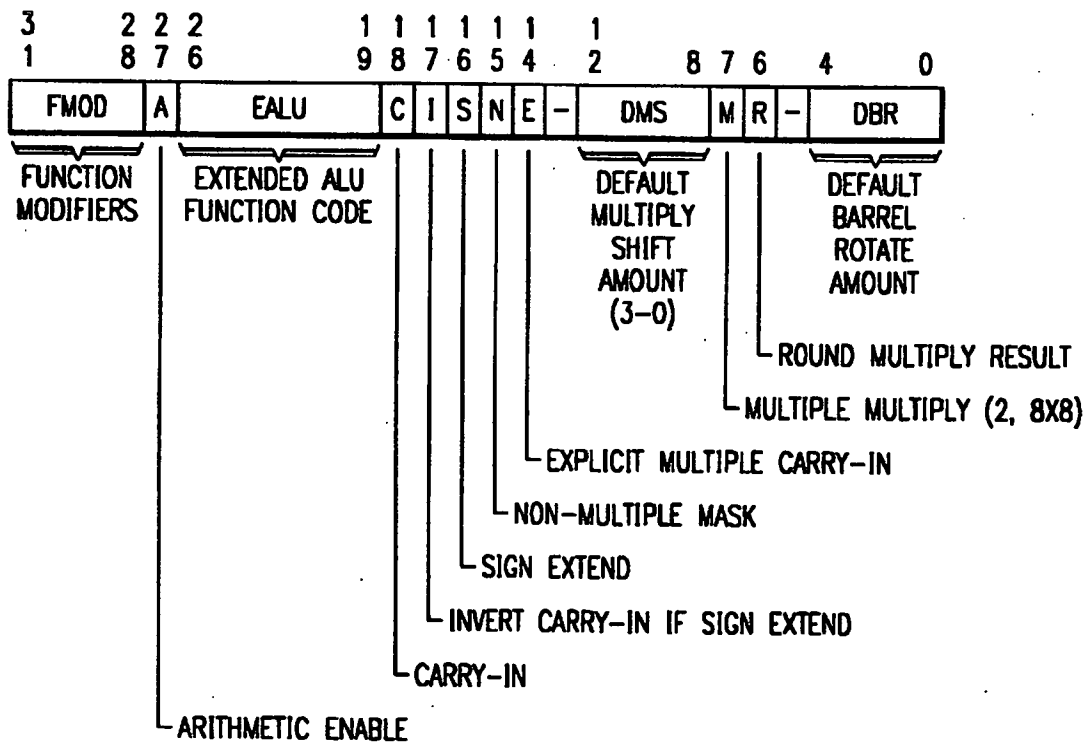 3 2 2 2 1 1 1 1 1 1 1
1 8 7 6 9 8 7 6 5 4 2 8 7 6 4 0
FMOD A EALU C I S N E - DMS M R - DBR
FUNCTION MODIFIERS
EXTENDED ALU FUNCTION CODE
DEFAULT MULTIPLY SHIFT AMOUNT (3-0)
DEFAULT BARREL ROTATE AMOUNT
ROUND MULTIPLY RESULT
MULTIPLE MULTIPLY (2, 8X8)
EXPLICIT MULTIPLE CARRY-IN
NON-MULTIPLE MASK
SIGN EXTEND
INVERT CARRY-IN IF SIGN EXTEND
CARRY-IN
ARITHMETIC ENABLE